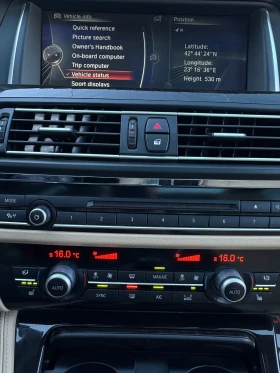 Vehicle info
Quick reference
Picture search
Owner's Handbook
On-board computer
Trip computer
Vehicle status
Sport displays
Position
Latitude:
42° 44' 24"N
Longitude:
23° 16' 36"E
Height 530 m
MODE
1 2 3 4 5 6 7 8
16.0 °C
16.0 °C
AUTO
MAX A/C
AUTO
SYNC
A/C